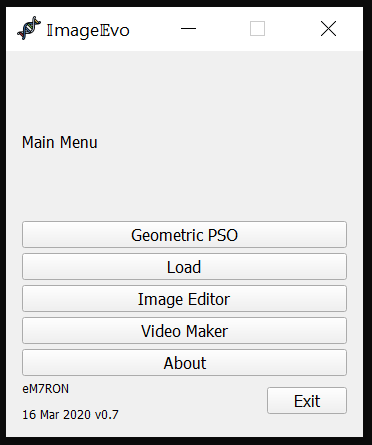 𝕀mage𝔼vo
Main Menu
Geometric PSO
Load
Image Editor
Video Maker
About
eM7RON
16 Mar 2020 v0.7
Exit